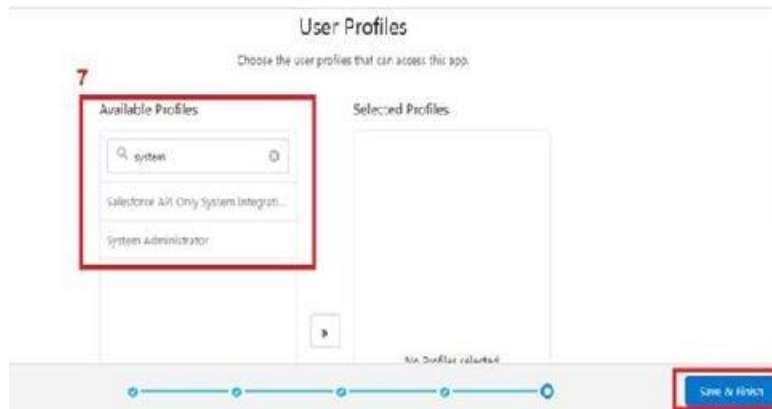 User Profiles
Choose the user profiles that can access this app.
7
Available Profiles
Selected Profiles
system
Salesforce API Only System Integrati...
System Administrator
No Profiles selected
Save & Finish